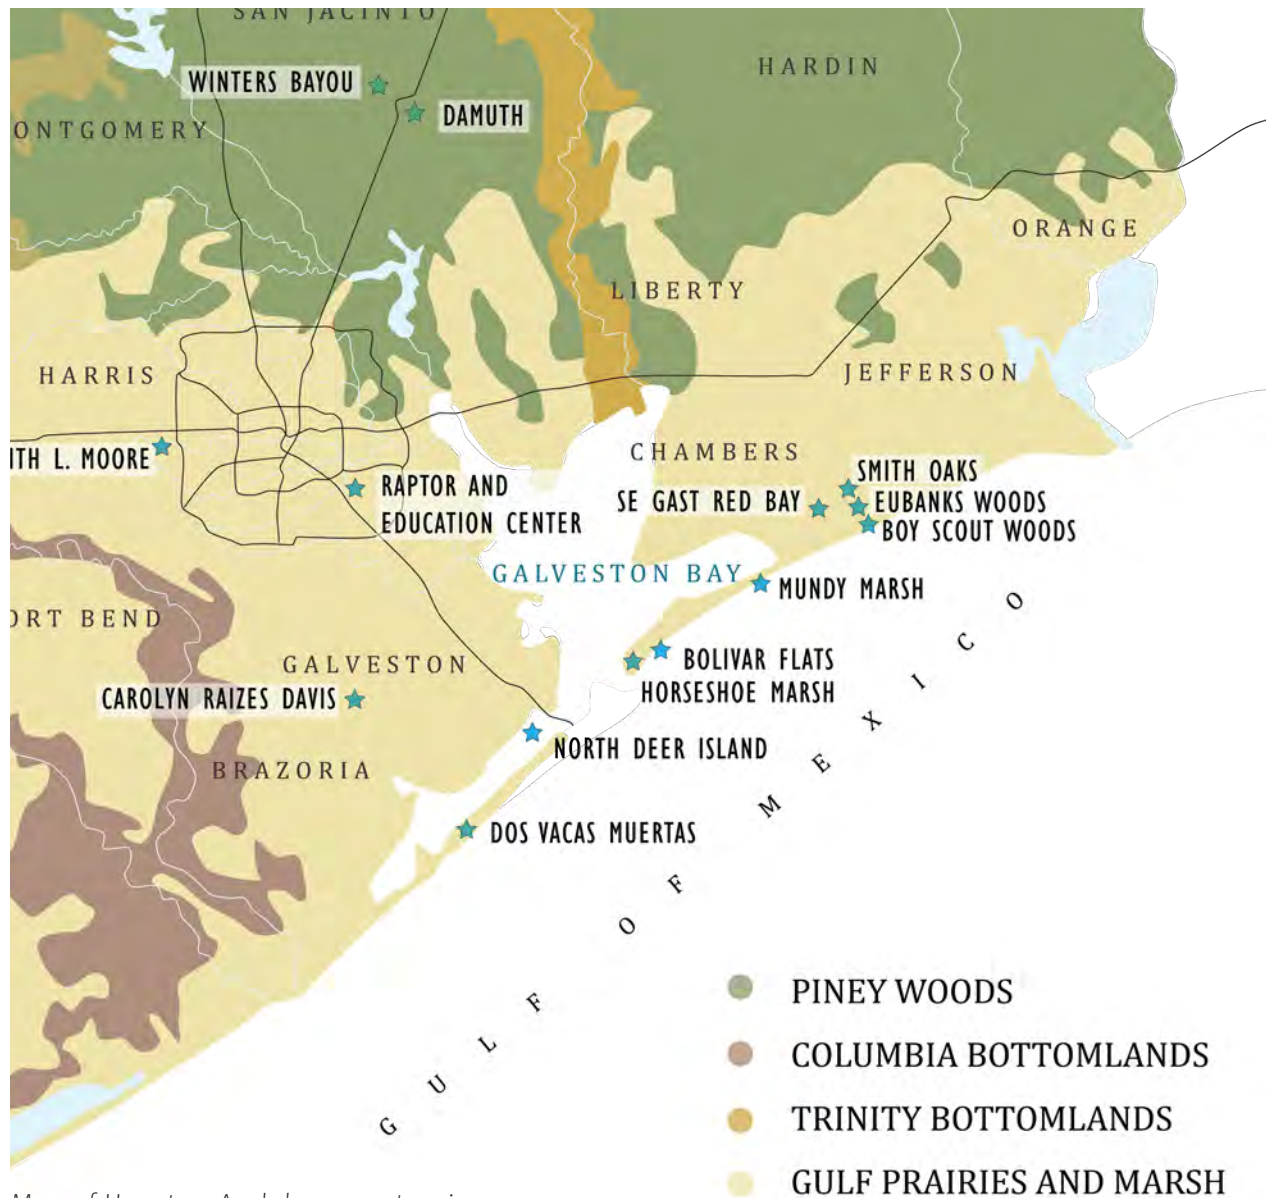 SAN JACINTO
WINTERS BAYOU
HARDIN
DAMUTH
ONTGOMERY
ORANGE
LIBERTY
HARRIS
JEFFERSON
ITH L. MOORE
CHAMBERS
SMITH OAKS
RAPTOR AND
EDUCATION CENTER
SE GAST RED BAY
EUBANKS WOODS
BOY SCOUT WOODS
GALVESTON BAY
MUNDY MARSH
ORT BEND
GALVESTON
BOLIVAR FLATS
HORSESHOE MARSH
CAROLYN RAIZES DAVIS
NORTH DEER ISLAND
BRAZORIA
DOS VACAS MUERTAS
GULF OF MEXICO
PINEY WOODS
COLUMBIA BOTTOMLANDS
TRINITY BOTTOMLANDS
GULF PRAIRIES AND MARSH